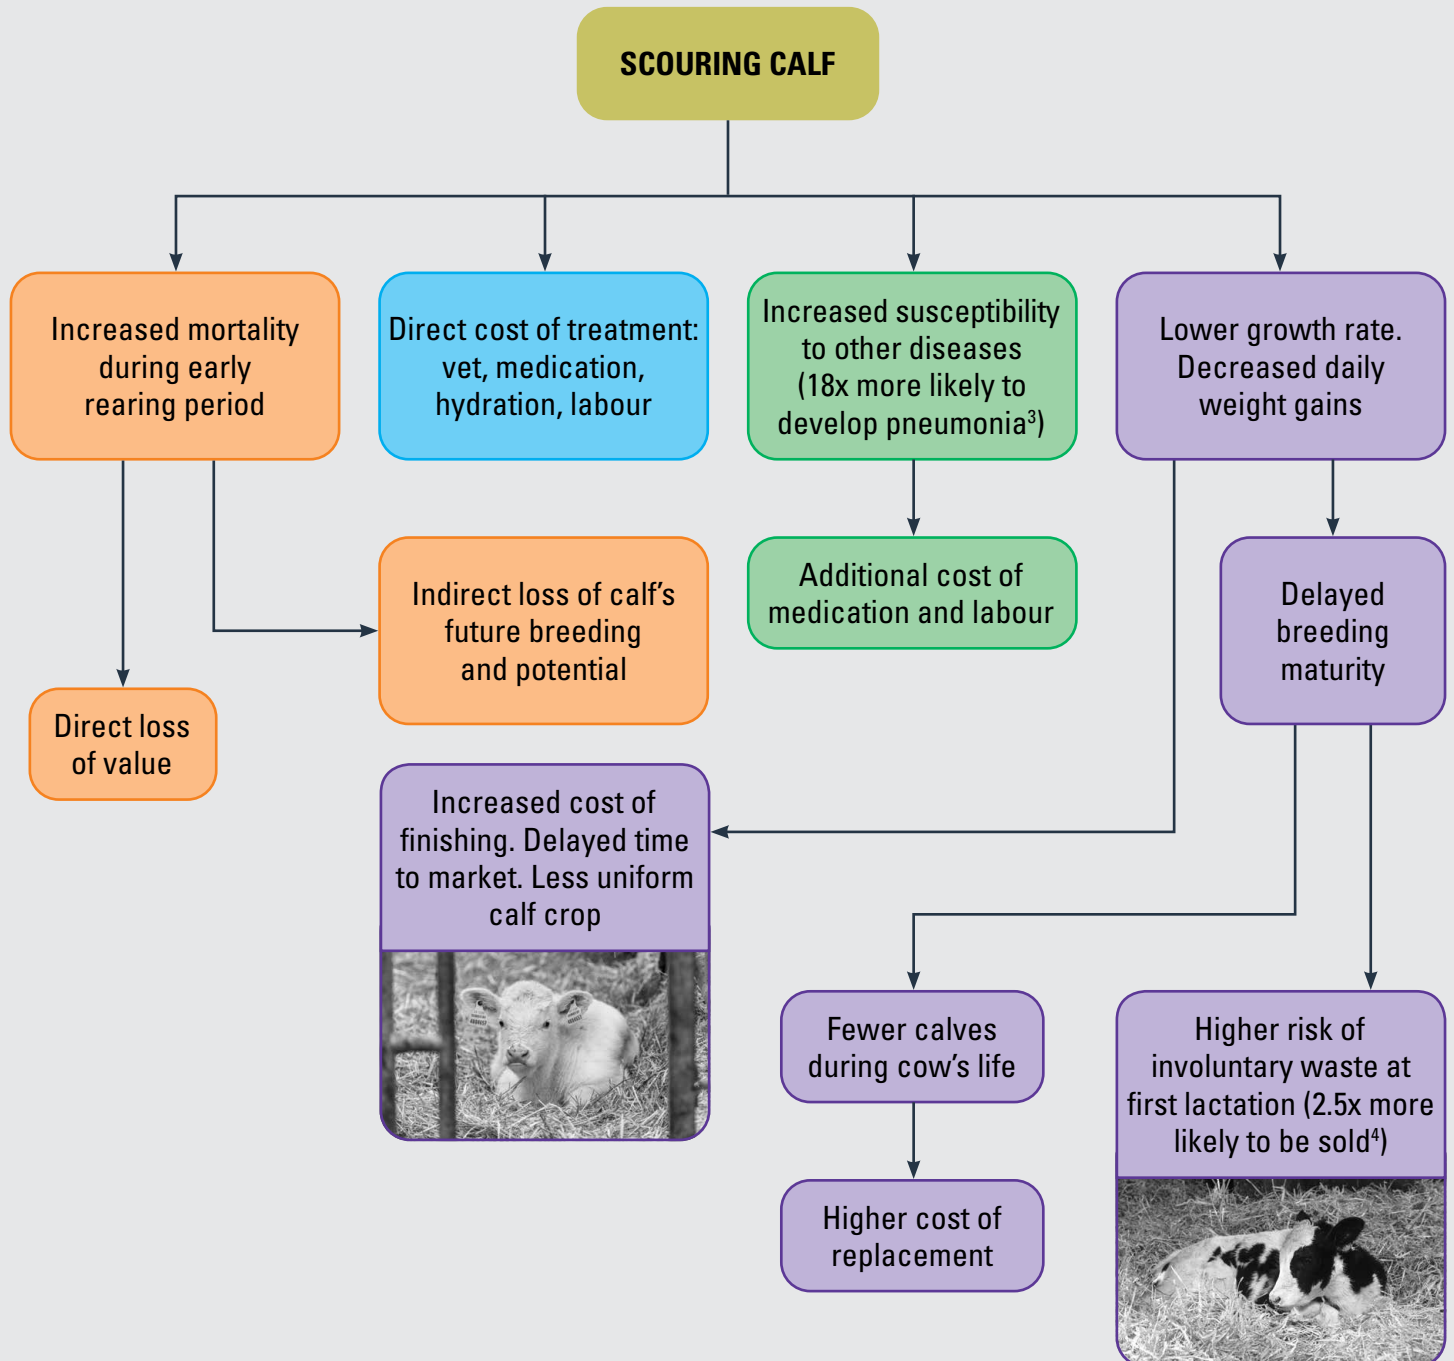 SCOURING CALF
Increased mortality
during early
rearing period
Direct cost of treatment:
vet, medication,
hydration, labour
Increased susceptibility
to other diseases
(18x more likely to
develop pneumonia³)
Lower growth rate.
Decreased daily
weight gains
Indirect loss of calf’s
future breeding
and potential
Additional cost of
medication and labour
Delayed
breeding
maturity
Direct loss
of value
Increased cost of
finishing. Delayed time
to market. Less uniform
calf crop
Fewer calves
during cow’s life
Higher risk of
involuntary waste at
first lactation (2.5x more
likely to be sold⁴)
Higher cost of
replacement